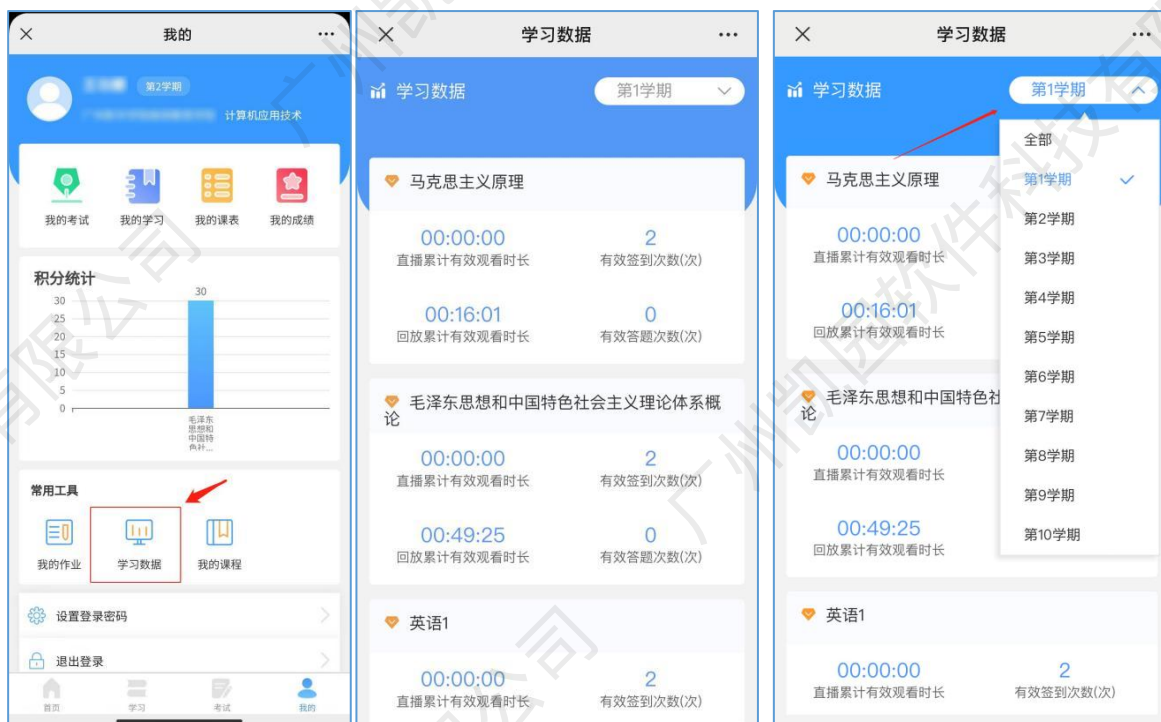 我的
第2学期
计算机应用技术
我的考试
我的学习
我的课表
我的成绩
积分统计
30
30
25
20
15
10
5
0
毛泽东
思想和
中国特
色社...
常用工具
我的作业
学习数据
我的课程
设置登录密码
退出登录
首页
学习
考试
我的
学习数据
学习数据
第1学期
马克思主义原理
00:00:00
2
直播累计有效观看时长
有效签到次数(次)
00:16:01
0
回放累计有效观看时长
有效答题次数(次)
毛泽东思想和中国特色社会主义理论体系概
论
00:00:00
2
直播累计有效观看时长
有效签到次数(次)
00:49:25
0
回放累计有效观看时长
有效答题次数(次)
英语1
00:00:00
2
直播累计有效观看时长
有效签到次数(次)
学习数据
学习数据
第1学期
全部
第1学期
第2学期
第3学期
第4学期
第5学期
第6学期
第7学期
第8学期
第9学期
第10学期
马克思主义原理
00:00:00
直播累计有效观看时长
00:16:01
回放累计有效观看时长
毛泽东思想和中国特色社
论
00:00:00
直播累计有效观看时长
00:49:25
回放累计有效观看时长
英语1
00:00:00
2
直播累计有效观看时长
有效签到次数(次)
广州凯园软件科技有限
有限公司